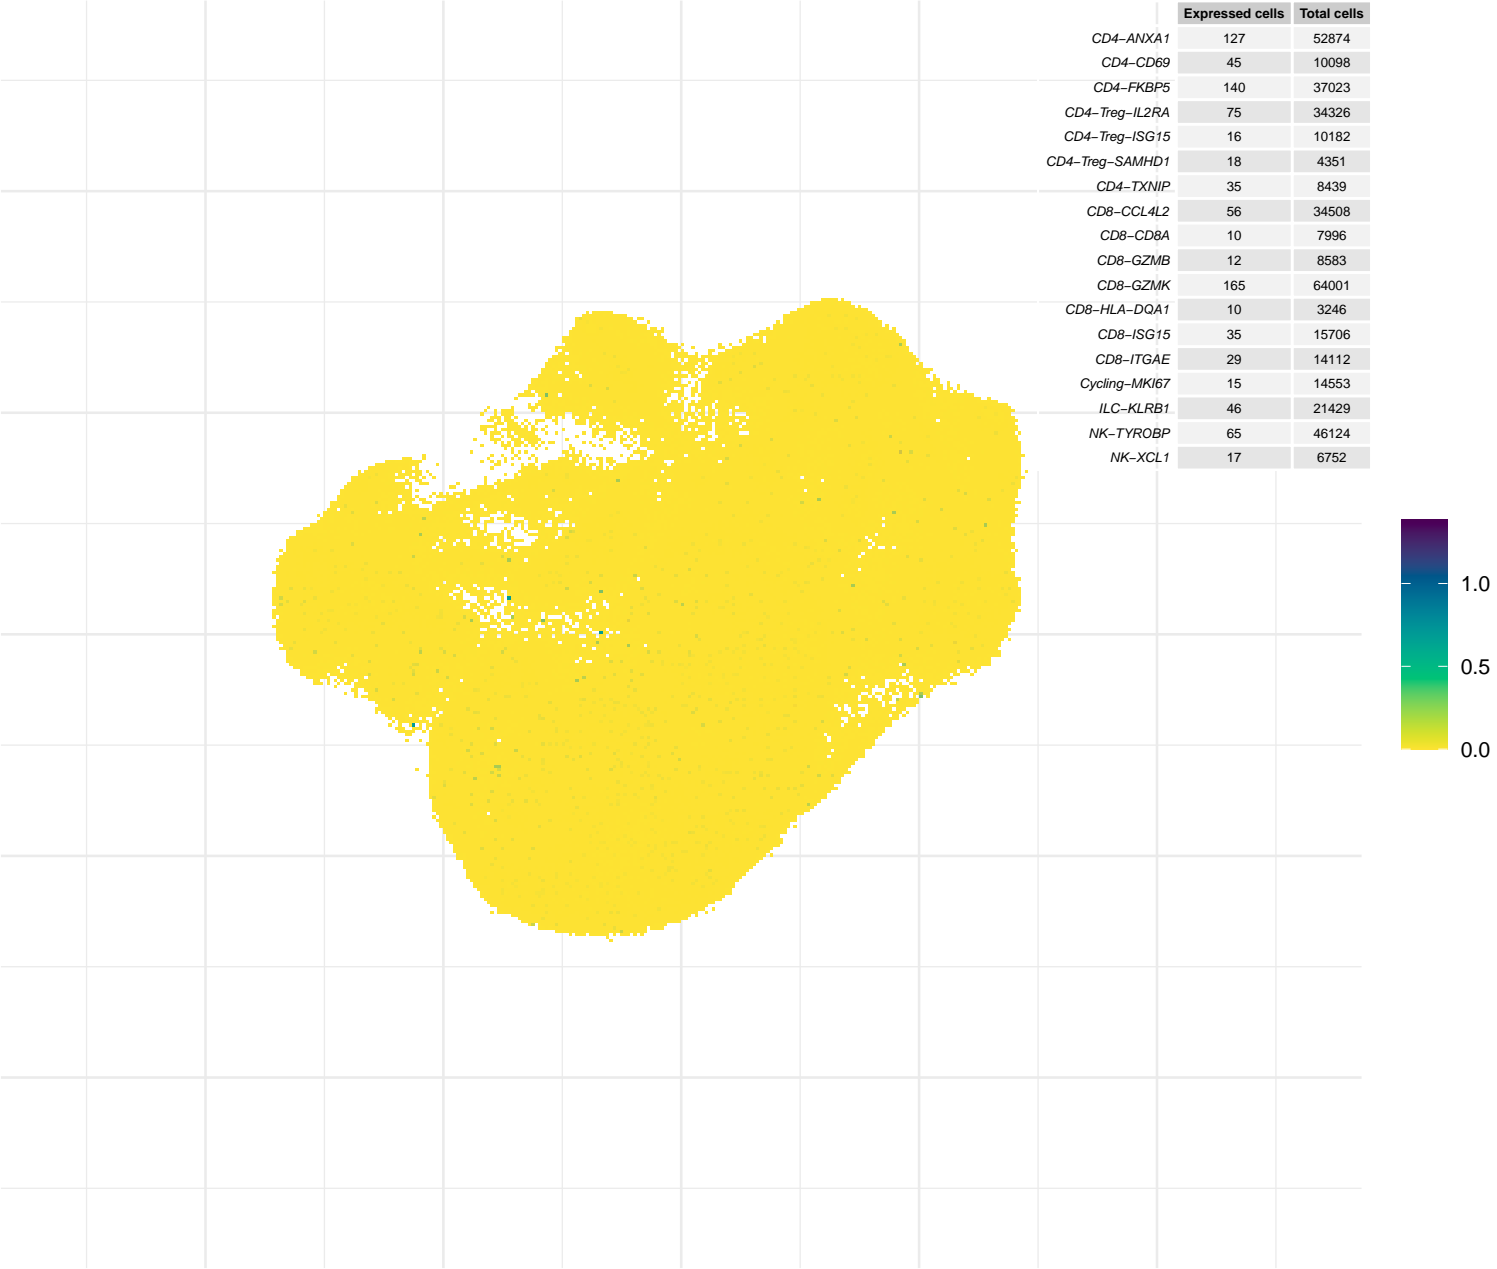 Expressed cells Total cells
CD4−ANXA1 127 52874
CD4−CD69 45 10098
CD4−FKBP5 140 37023
CD4−Treg−IL2RA 75 34326
CD4−Treg−ISG15 16 10182
CD4−Treg−SAMHD1 18 4351
CD4−TXNIP 35 8439
CD8−CCL4L2 56 34508
CD8−CD8A 10 7996
CD8−GZMB 12 8583
CD8−GZMK 165 64001
CD8−HLA−DQA1 10 3246
CD8−ISG15 35 15706
CD8−ITGAE 29 14112
Cycling−MKI67 15 14553
ILC−KLRB1 46 21429
NK−TYROBP 65 46124
NK−XCL1 17 6752
1.0
0.5
0.0